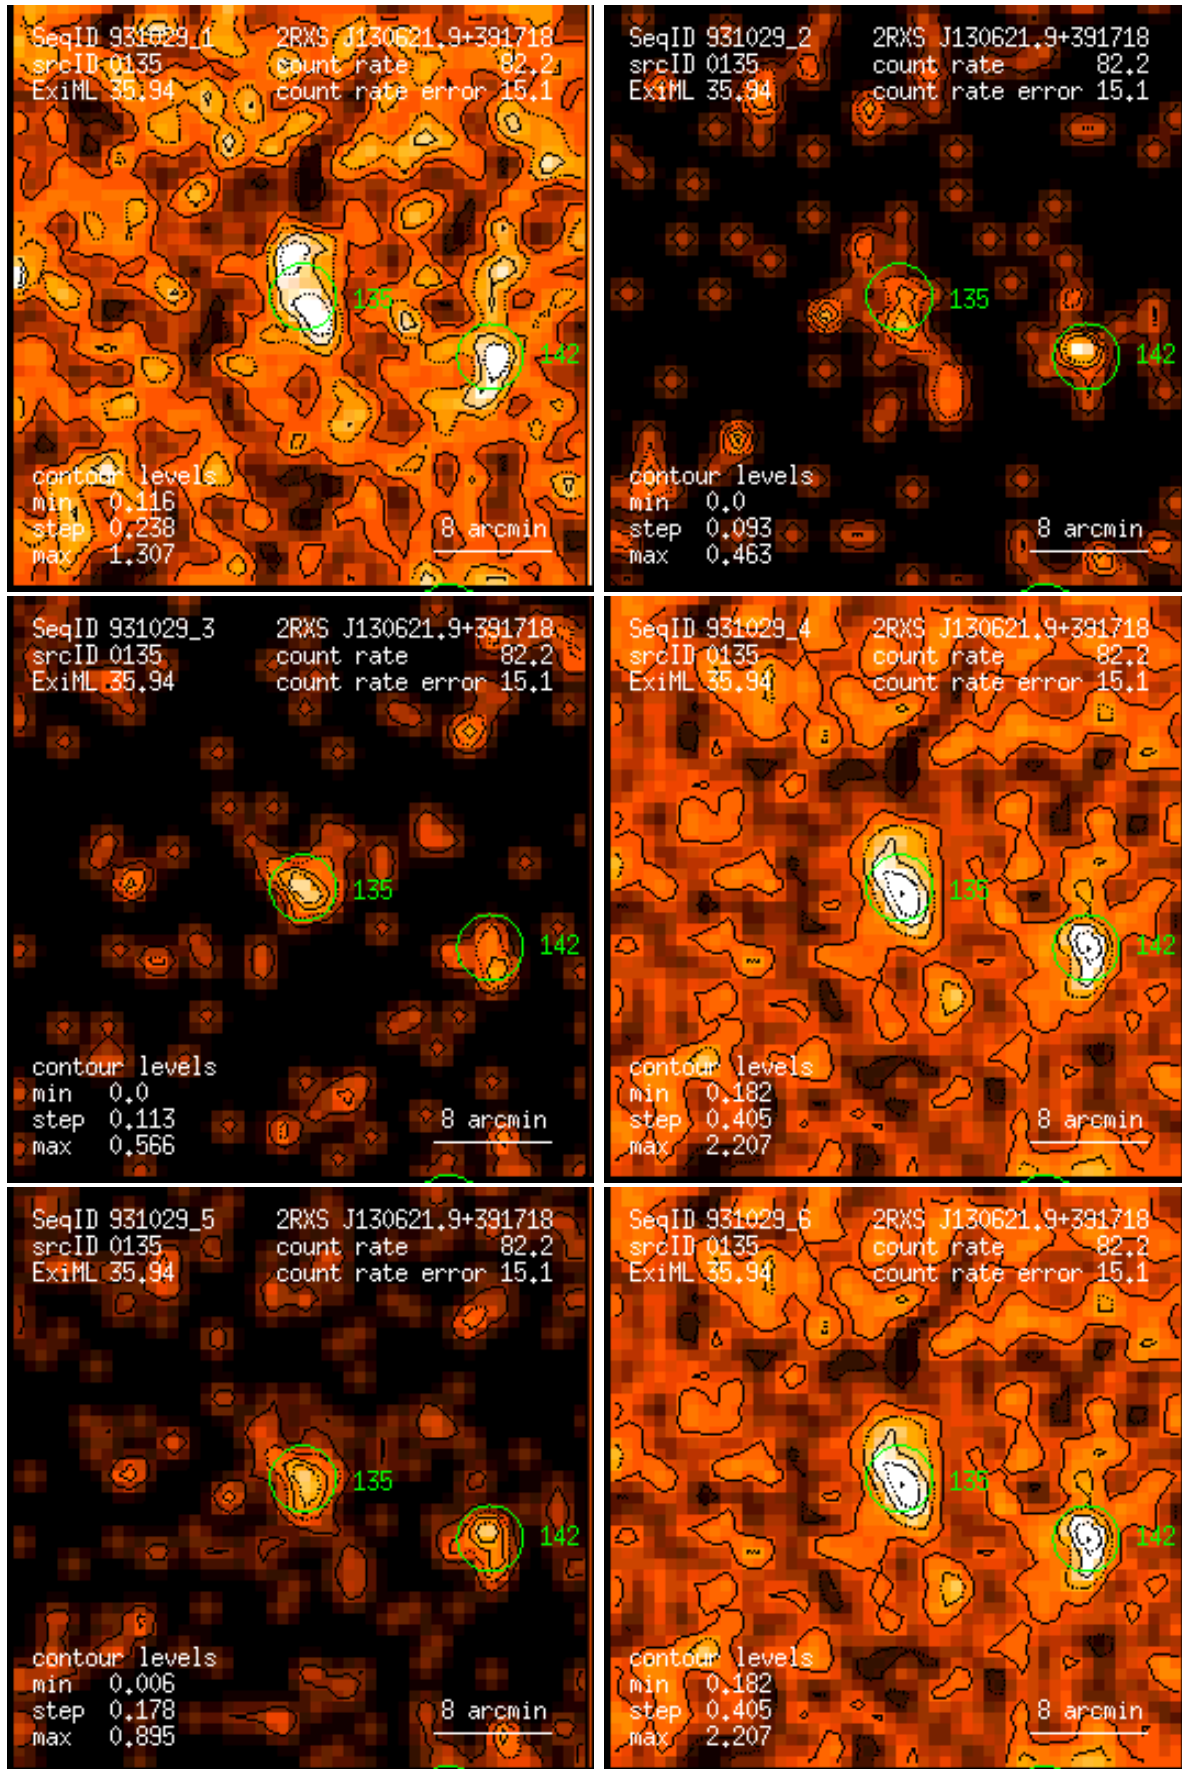 SeqID 931029_1 2RXS J130621.9+391718
srcID 0135 count rate 82.2
ExiML 35.94 count rate error 15.1
135
142
contour levels
min 0.116
step 0.238 8 arcmin
max 1.307
SeqID 931029_2 2RXS J130621.9+391718
srcID 0135 count rate 82.2
ExiML 35.94 count rate error 15.1
135
142
contour levels
min 0.0
step 0.093 8 arcmin
max 0.463
SeqID 931029_3 2RXS J130621.9+391718
srcID 0135 count rate 82.2
ExiML 35.94 count rate error 15.1
135
142
contour levels
min 0.0
step 0.113 8 arcmin
max 0.566
SeqID 931029_4 2RXS J130621.9+391718
srcID 0135 count rate 82.2
ExiML 35.94 count rate error 15.1
135
142
contour levels
min 0.182
step 0.405 8 arcmin
max 2.207
SeqID 931029_5 2RXS J130621.9+391718
srcID 0135 count rate 82.2
ExiML 35.94 count rate error 15.1
135
142
contour levels
min 0.006
step 0.178 8 arcmin
max 0.895
SeqID 931029_6 2RXS J130621.9+391718
srcID 0135 count rate 82.2
ExiML 35.94 count rate error 15.1
135
142
contour levels
min 0.182
step 0.405 8 arcmin
max 2.207